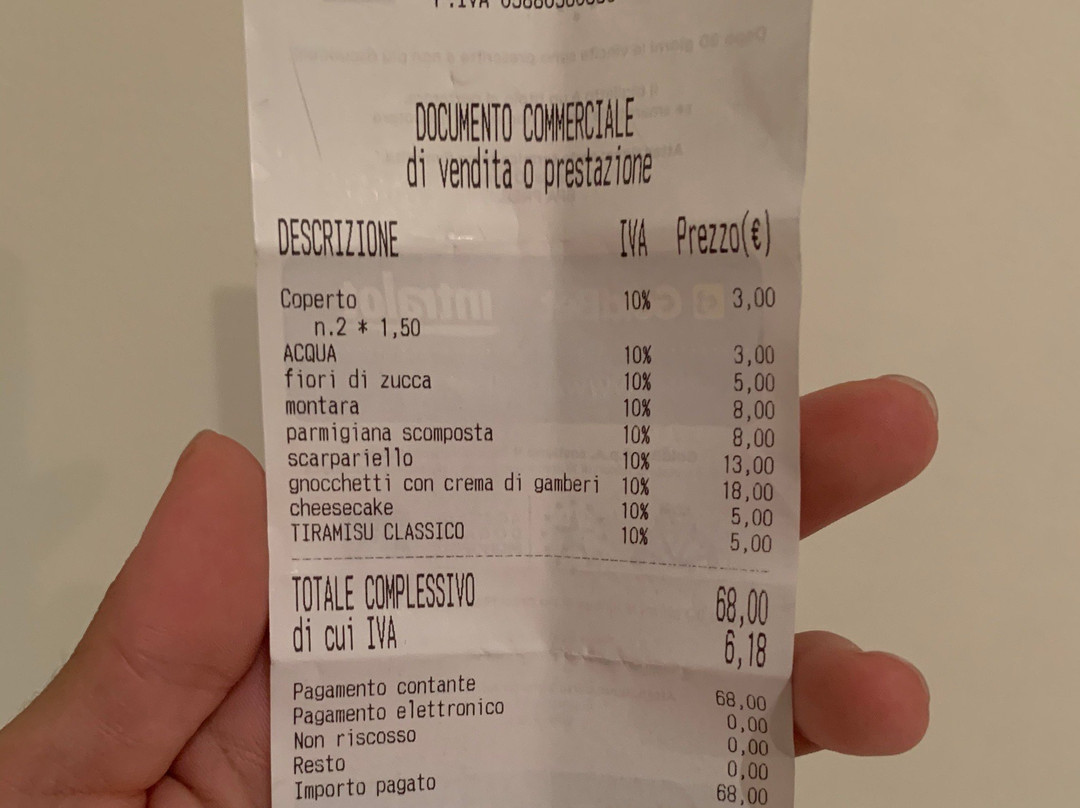 DOCUMENTO COMMERCIALE
di vendita o prestazione
DESCRIZIONE IVA Prezzo(€)
Coperto 10% 3,00
n.2 * 1,50
ACQUA 10% 3,00
fiori di zucca 10% 5,00
montara 10% 8,00
parmigiana scomposta 10% 8,00
scarpariello 10% 13,00
gnocchetti con crema di gamberi 10% 18,00
cheesecake 10% 5,00
TIRAMISU CLASSICO 10% 5,00
TOTALE COMPLESSIVO 68,00
di cui IVA 6,18
Pagamento contante 68,00
Pagamento elettronico 0,00
Non riscosso 0,00
Resto 0,00
Importo pagato 68,00